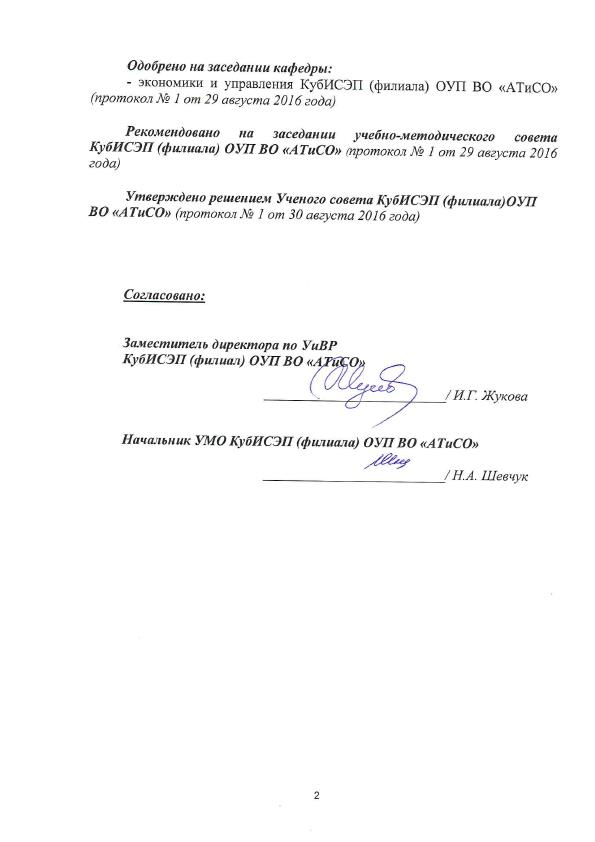 Одобрено на заседании кафедры:
- экономики и управления КубИСЭП (филиала) ОУП ВО «АТиСО»
(протокол № 1 от 29 августа 2016 года)
Рекомендовано на заседании учебно-методического совета
КубИСЭП (филиала) ОУП ВО «АТиСО» (протокол № 1 от 29 августа 2016
года)
Утверждено решением Ученого совета КубИСЭП (филиала)ОУП
ВО «АТиСО» (протокол № 1 от 30 августа 2016 года)
Согласовано:
Заместитель директора по УиВР
КубИСЭП (филиал) ОУП ВО «АТиСО»
/ И.Г. Жукова
Начальник УМО КубИСЭП (филиала) ОУП ВО «АТиСО»
/ Н.А. Шевчук
2